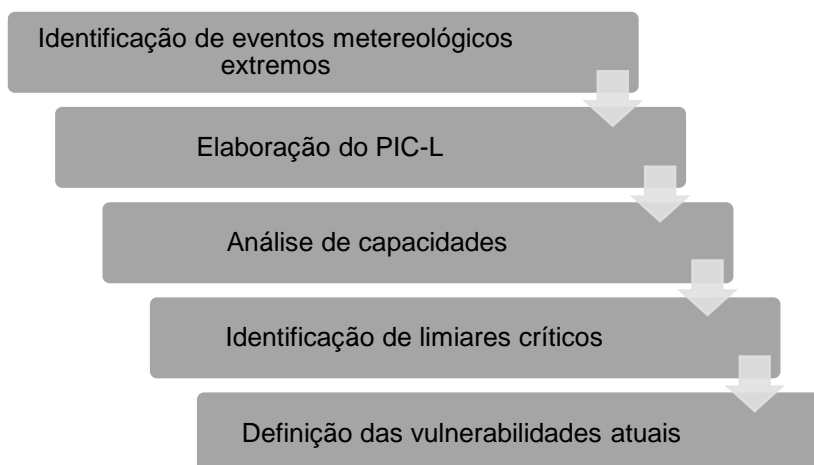 Identificação de eventos metereológicos
extremos
Elaboração do PIC-L
Análise de capacidades
Identificação de limiares críticos
Definição das vulnerabilidades atuais